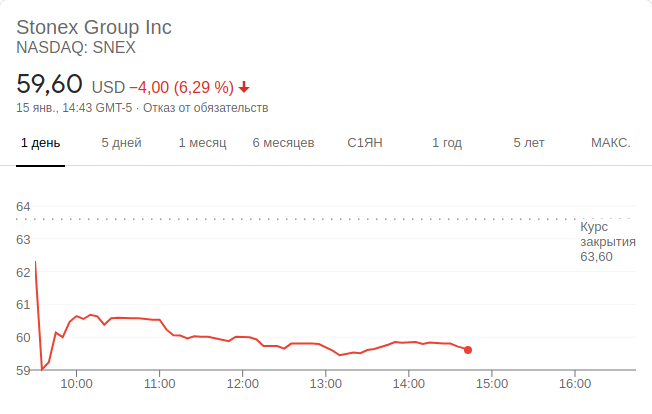 Stonex Group Inc
NASDAQ: SNEX
59,60 USD −4,00 (6,29 %)
15 янв., 14:43 GMT-5 · Отказ от обязательств
1 день 5 дней 1 месяц 6 месяцев С1ЯН 1 год 5 лет МАКС.
64
63
62
61
60
59
Курс
закрытия
63,60
10:00 11:00 12:00 13:00 14:00 15:00 16:00